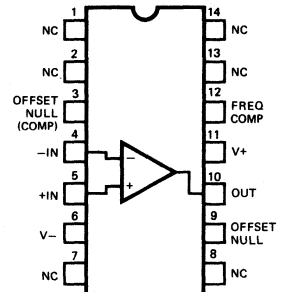 1
NC
2
NC
3
OFFSET
NULL
(COMP)
4
−IN
5
+IN
6
V−
7
NC
−
+
14
NC
13
NC
12
FREQ
COMP
11
V+
10
OUT
9
OFFSET
NULL
8
NC